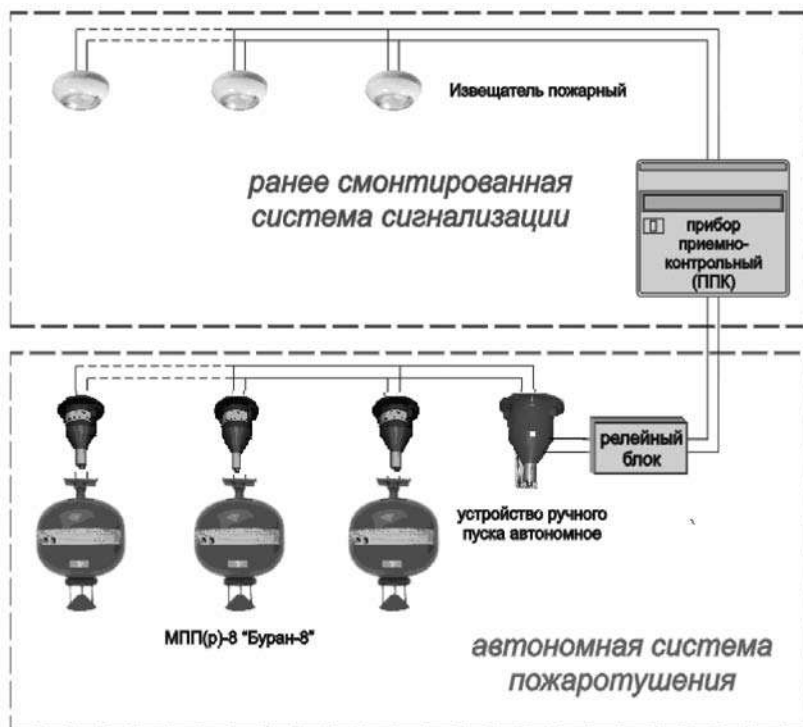 Извещатель пожарный
ранее смонтированная
система сигнализации
прибор
приемно-
контрольный
(ППК)
релейный
блок
устройство ручного
пуска автономное
МПП(р)-8 "Буран-8"
автономная система
пожаротушения